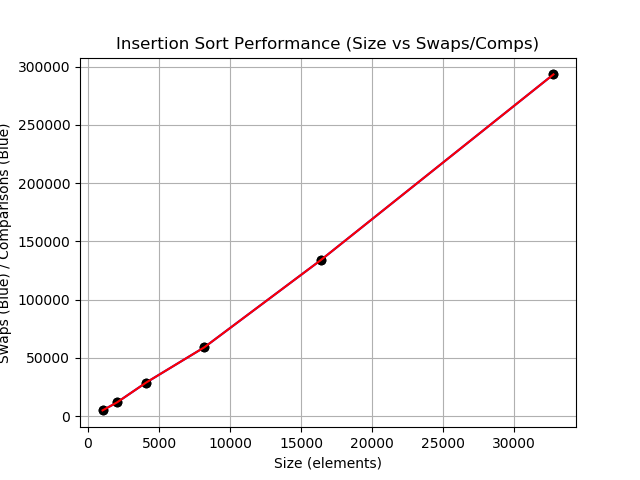 Insertion Sort Performance (Size vs Swaps/Comps)
300000
250000
200000
150000
100000
50000
0
Swaps (Blue) / Comparisons (Blue)
0 5000 10000 15000 20000 25000 30000
Size (elements)